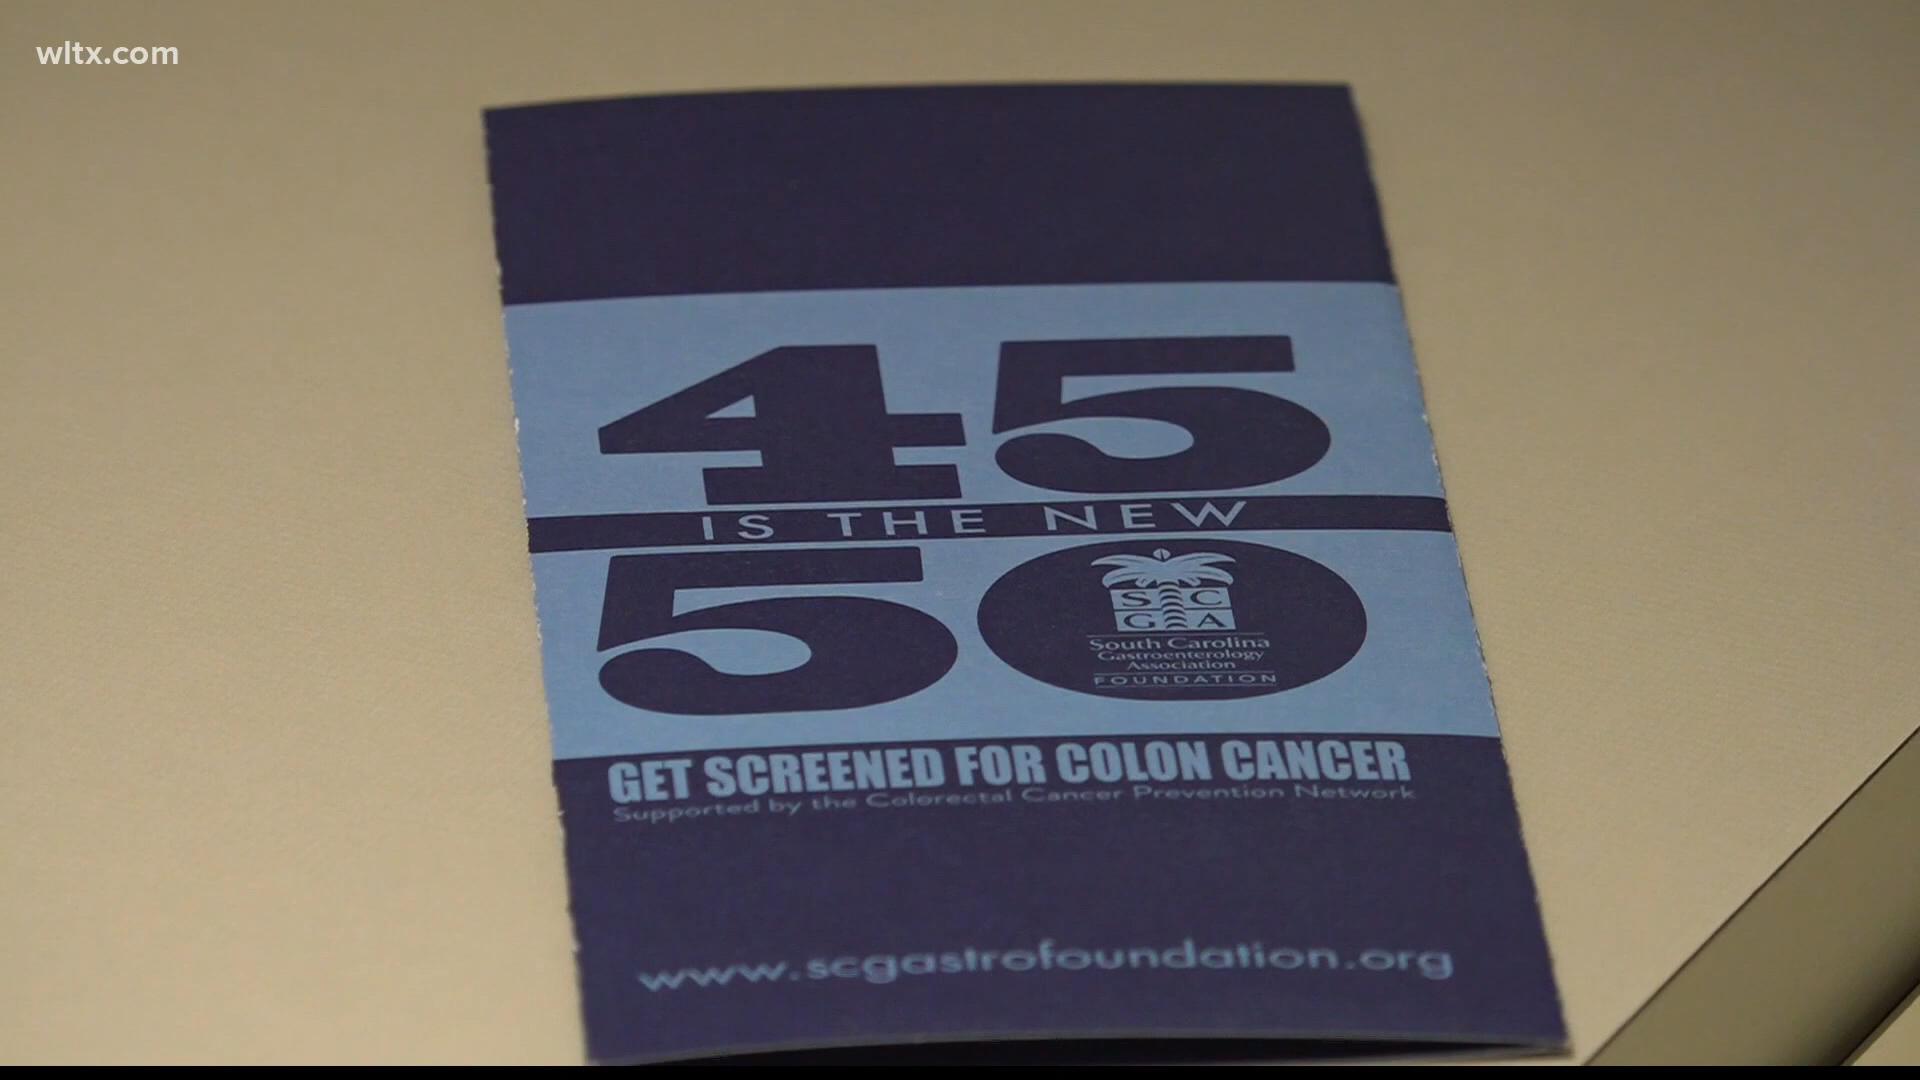 wltx.com
45
IS THE NEW
50
S C
G A
South Carolina
Gastroenterology
Association
FOUNDATION
GET SCREENED FOR COLON CANCER
Supported by the Colorectal Cancer Prevention Network
www.scgastrofoundation.org